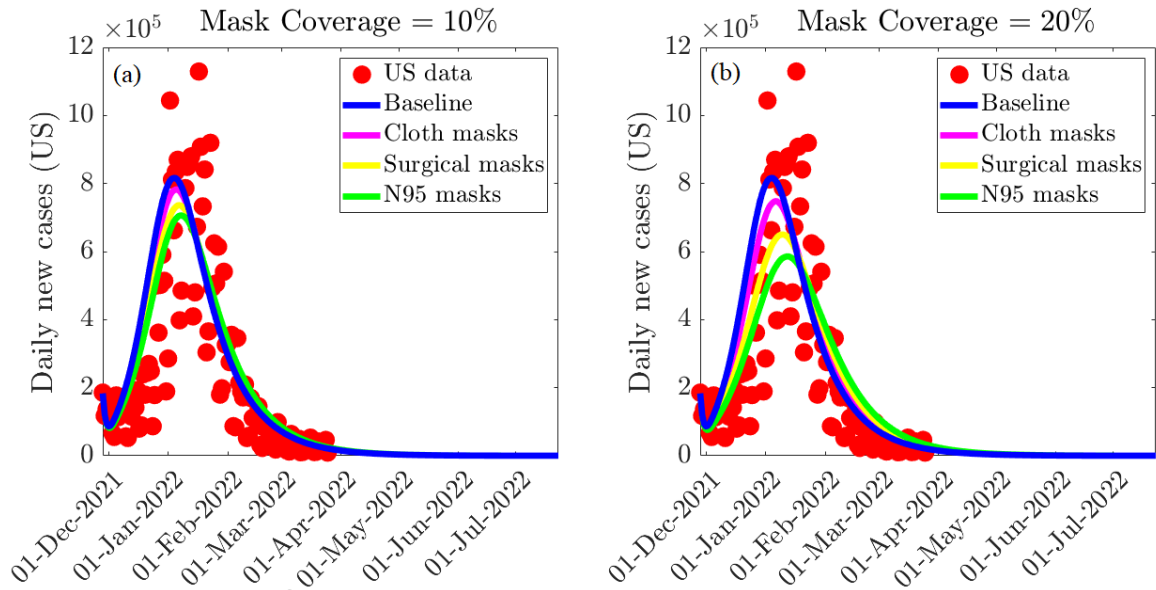 Mask Coverage = 10%
×10⁵
(a)
US data
Baseline
Cloth masks
Surgical masks
N95 masks
12
10
8
6
4
2
0
Daily new cases (US)
01-Dec-2021
01-Jan-2022
01-Feb-2022
01-Mar-2022
01-Apr-2022
01-May-2022
01-Jun-2022
01-Jul-2022
Mask Coverage = 20%
×10⁵
(b)
US data
Baseline
Cloth masks
Surgical masks
N95 masks
12
10
8
6
4
2
0
Daily new cases (US)
01-Dec-2021
01-Jan-2022
01-Feb-2022
01-Mar-2022
01-Apr-2022
01-May-2022
01-Jun-2022
01-Jul-2022